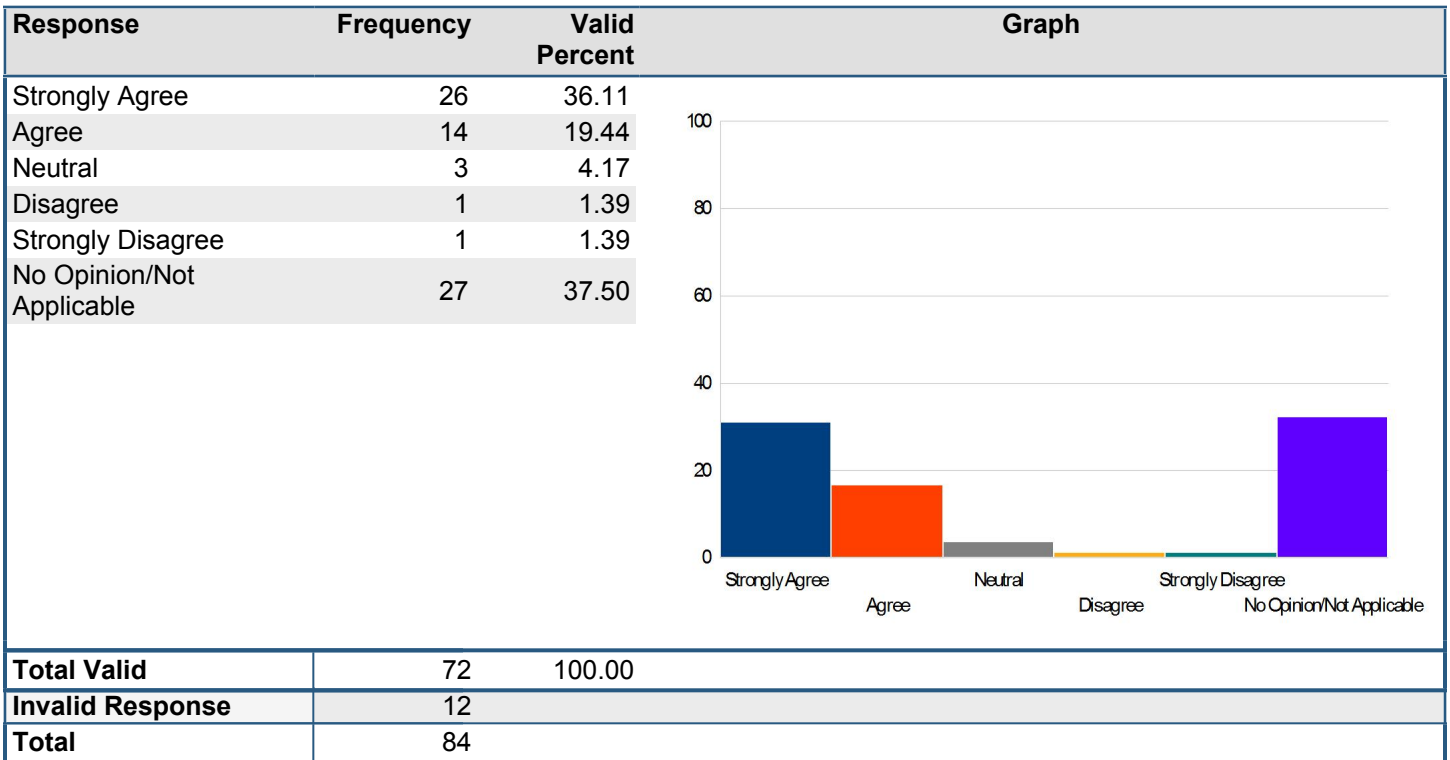 Response Frequency Valid Percent Graph
Strongly Agree 26 36.11
Agree 14 19.44
Neutral 3 4.17
Disagree 1 1.39
Strongly Disagree 1 1.39
No Opinion/Not
Applicable 27 37.50
100
80
60
40
20
0
Strongly Agree Neutral Strongly Disagree
Agree Disagree No Opinion/Not Applicable
Total Valid 72 100.00
Invalid Response 12
Total 84